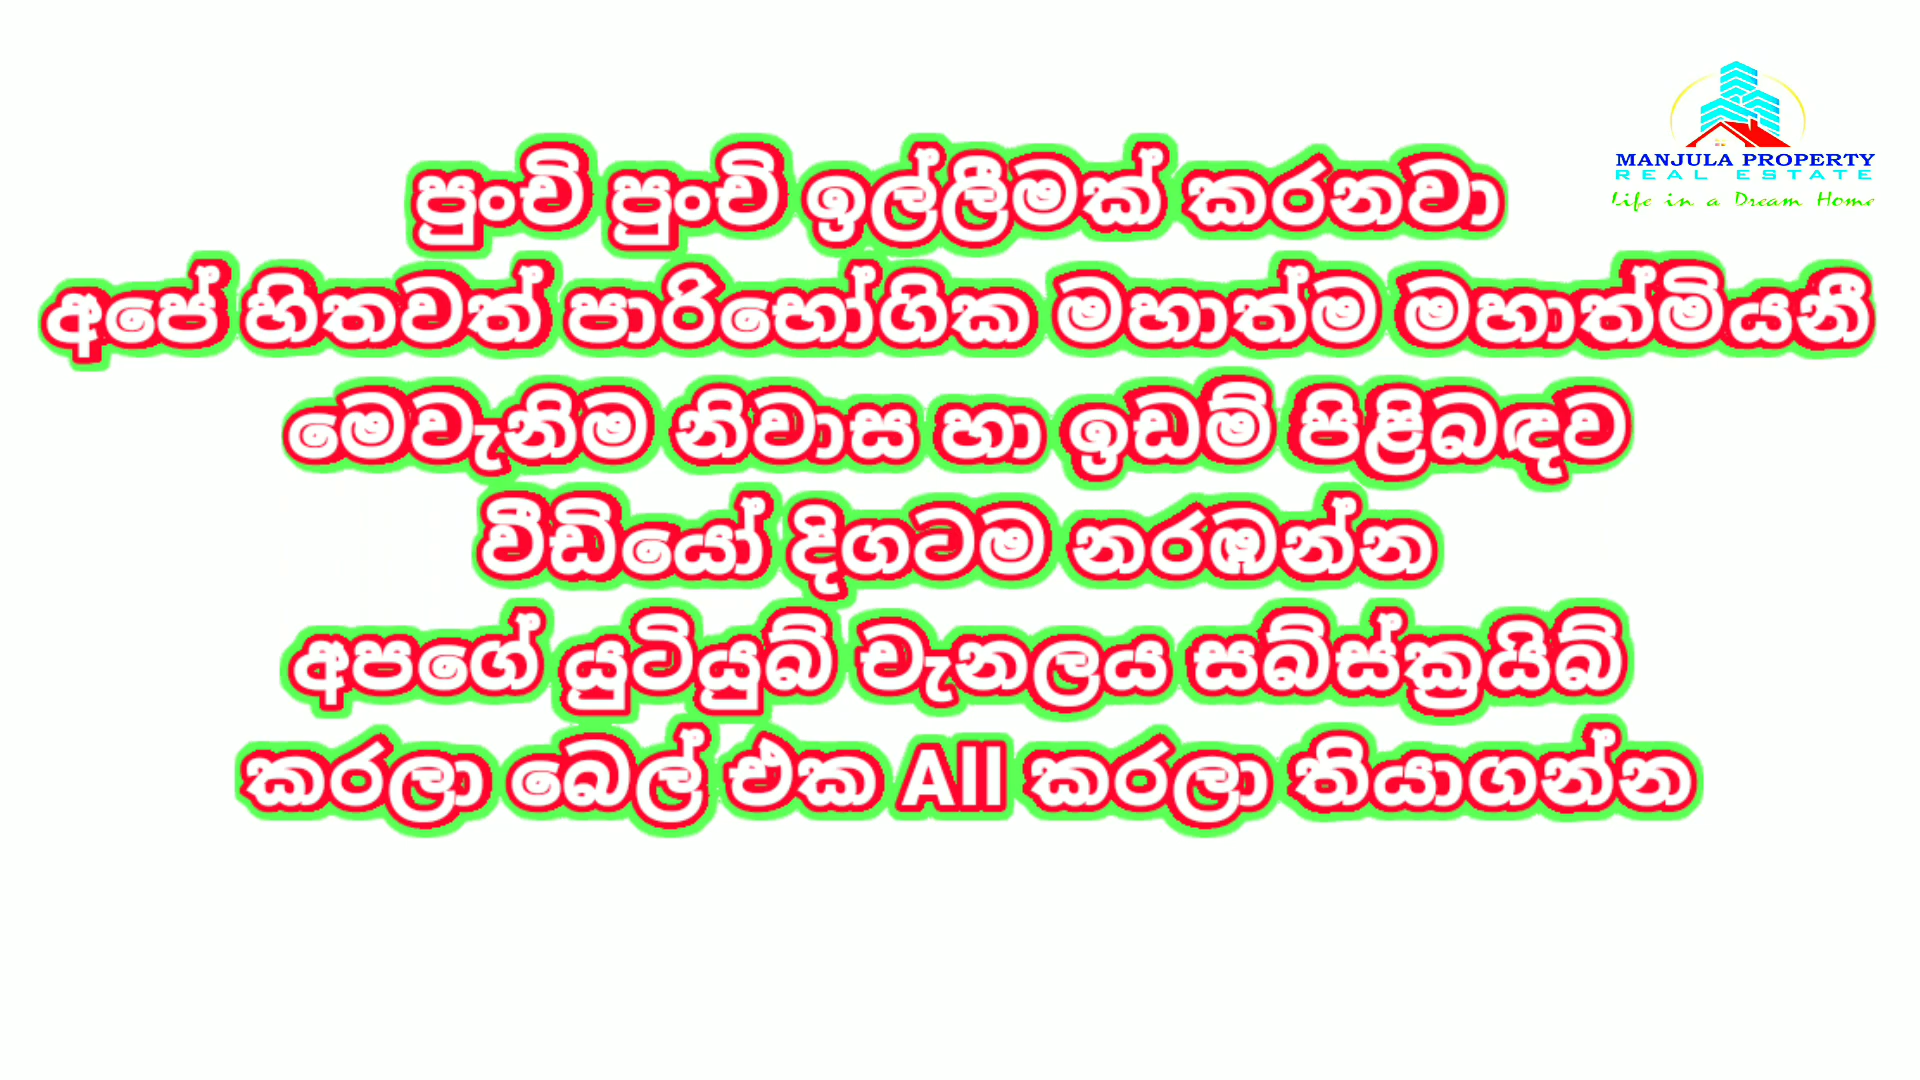 MANJULA PROPERTY
REAL ESTATE
Life in a Dream Home
පුංචි පුංචි ඉල්ලීමක් කරනවා
අපේ හිතවත් පාරිභෝගික මහාත්ම මහාත්මියනී
මෙවැනිම නිවාස හා ඉඩම් පිළිබඳව
වීඩියෝ දිගටම නරඹන්න
අපගේ යුටියුබ් චැනලය සබ්ස්ක්‍රයිබ්
කරලා බෙල් එක All කරලා තියාගන්න